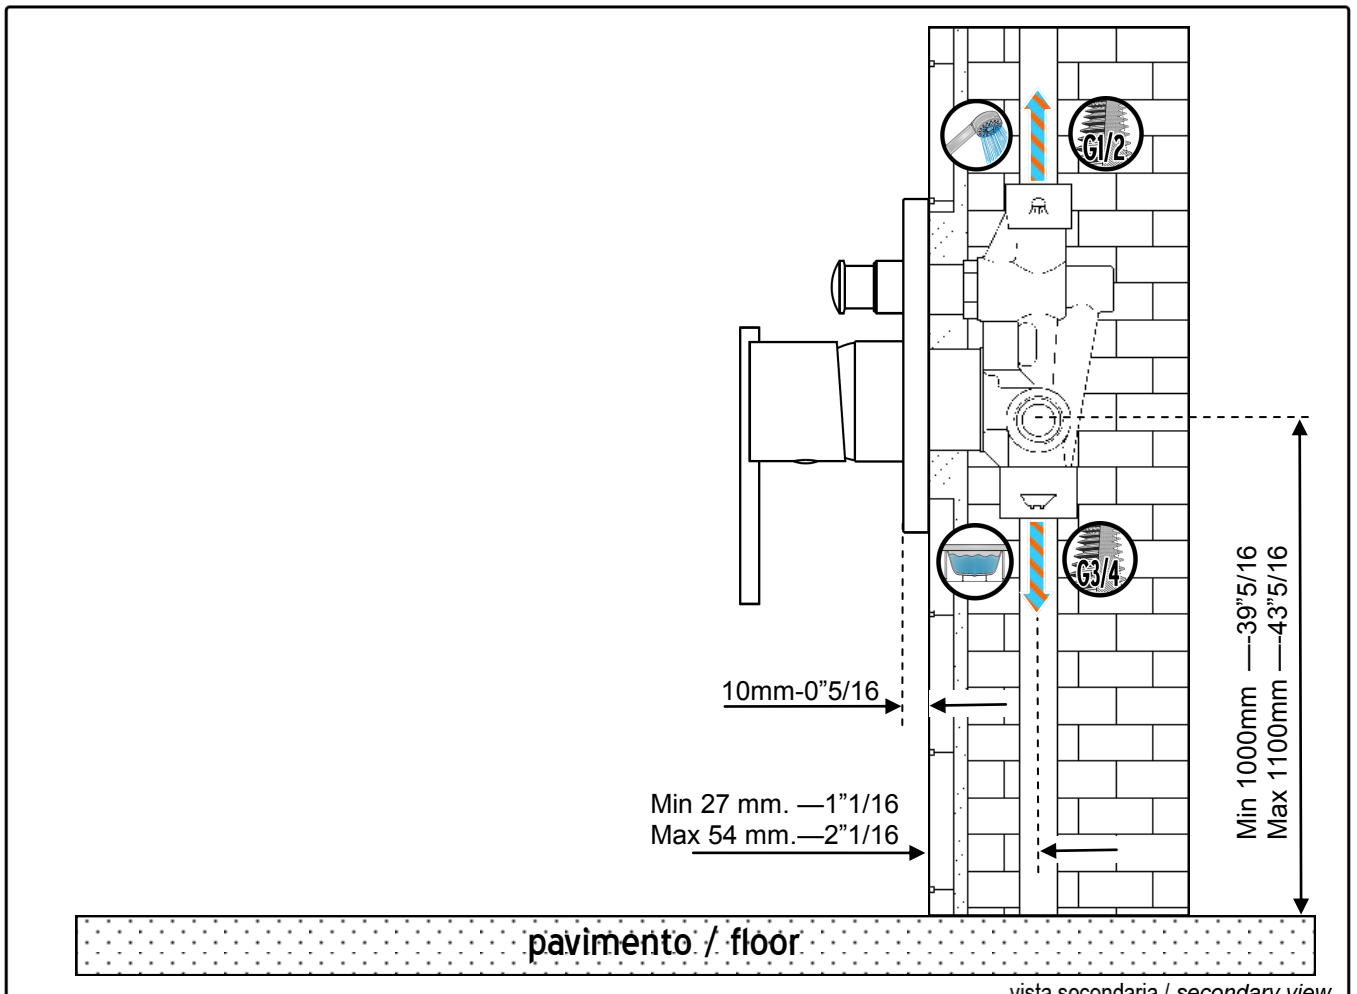 G1/2
G3/4
10mm-0”5/16
Min 27 mm. —1”1/16
Max 54 mm.—2”1/16
Min 1000mm —-39”5/16
Max 1100mm —-43”5/16
pavimento / floor
vista secondaria / secondary view